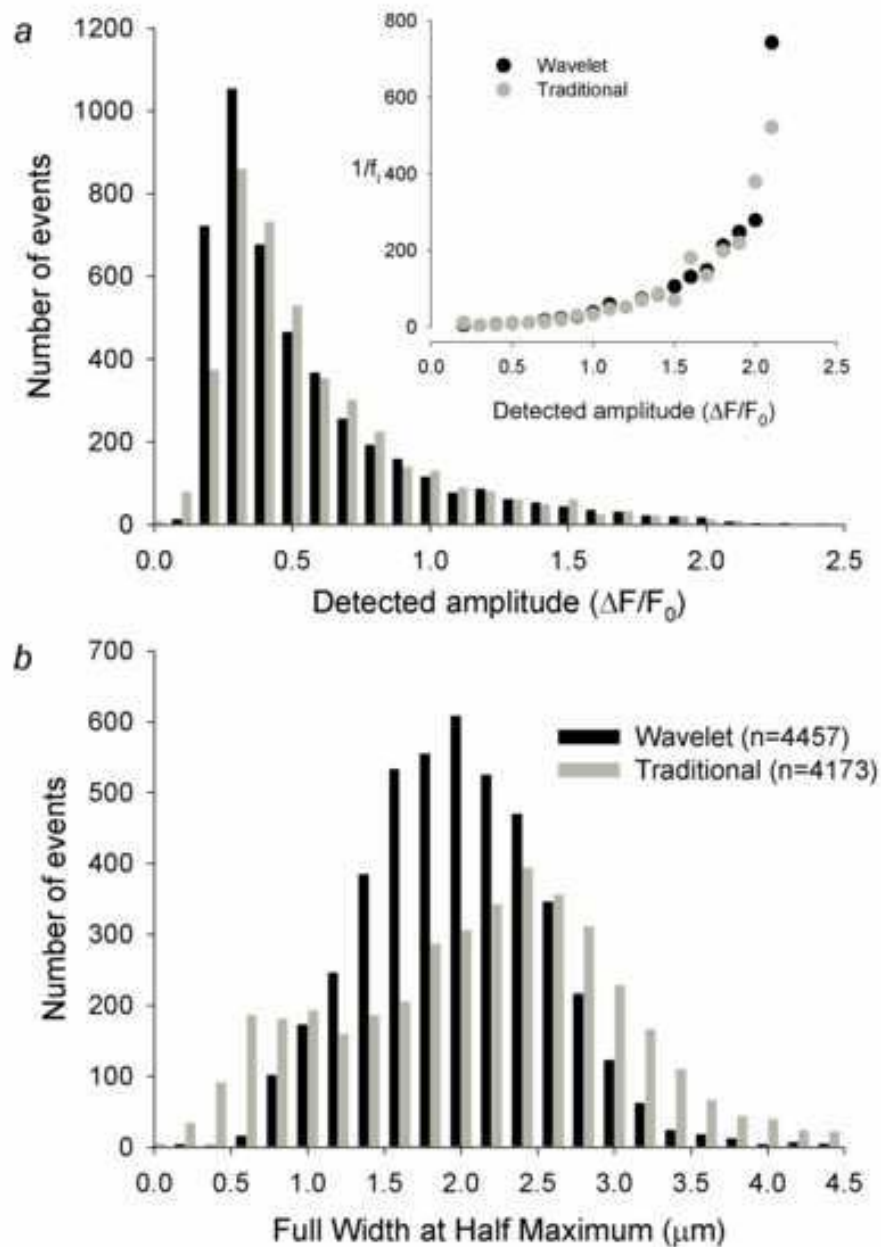 a
1200
1000
800
600
400
200
0
Number of events
0.0 0.5 1.0 1.5 2.0 2.5
Detected amplitude (ΔF/F₀)
800
600
1/fᵢ 400
200
0
Wavelet
Traditional
0.0 0.5 1.0 1.5 2.0 2.5
Detected amplitude (ΔF/F₀)
b
700
600
500
400
300
200
100
0
Number of events
Wavelet (n=4457)
Traditional (n=4173)
0.0 0.5 1.0 1.5 2.0 2.5 3.0 3.5 4.0 4.5
Full Width at Half Maximum (μm)